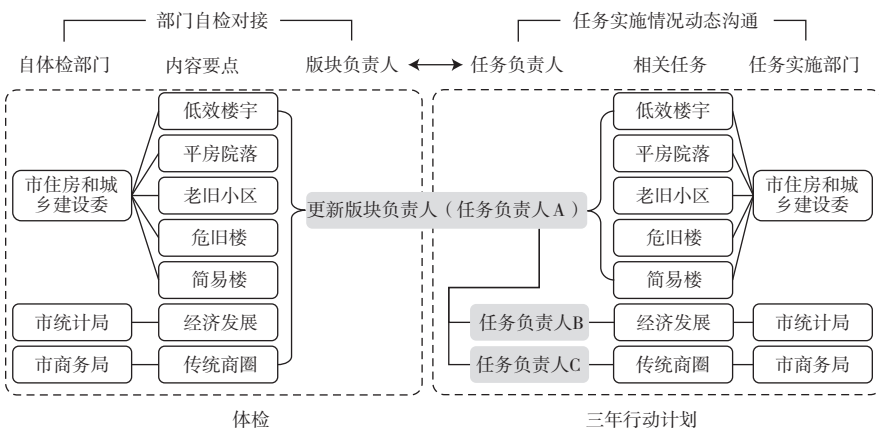 部门自检对接
任务实施情况动态沟通
自体检部门
内容要点
版块负责人
任务负责人
相关任务
任务实施部门
低效楼宇
平房院落
市住房和城
乡建设委
老旧小区
危旧楼
简易楼
市统计局
经济发展
市商务局
传统商圈
更新版块负责人（任务负责人A）
低效楼宇
平房院落
老旧小区
市住房和城
乡建设委
危旧楼
简易楼
任务负责人B
经济发展
市统计局
任务负责人C
传统商圈
市商务局
体检
三年行动计划